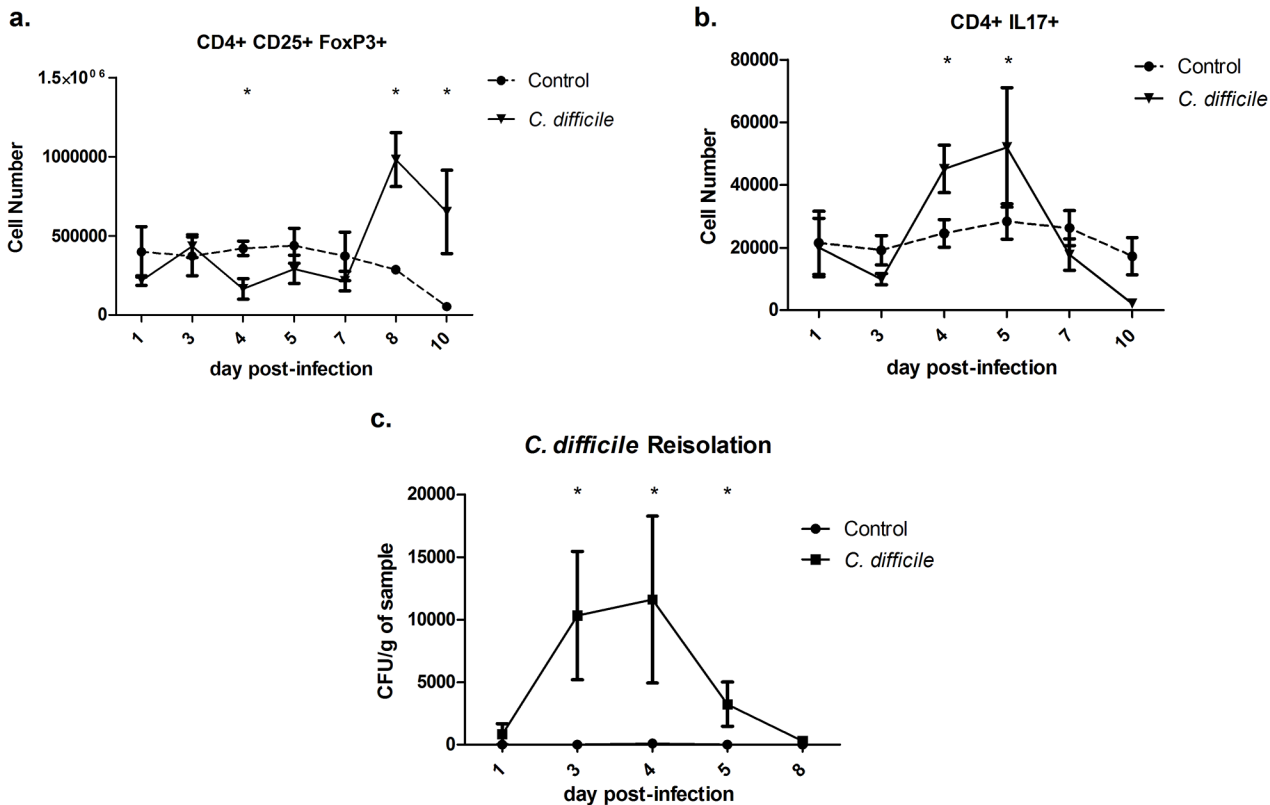 a.
CD4+ CD25+ FoxP3+
1.5×10⁰⁶
1000000
500000
0
Cell Number
1 3 4 5 7 8 10
day post-infection
* * *
Control
C. difficile
b.
CD4+ IL17+
80000
60000
40000
20000
0
Cell Number
1 3 4 5 7 10
day post-infection
* *
Control
C. difficile
c.
C. difficile Reisolation
20000
15000
10000
5000
0
CFU/g of sample
1 3 4 5 8
day post-infection
* * *
Control
C. difficile